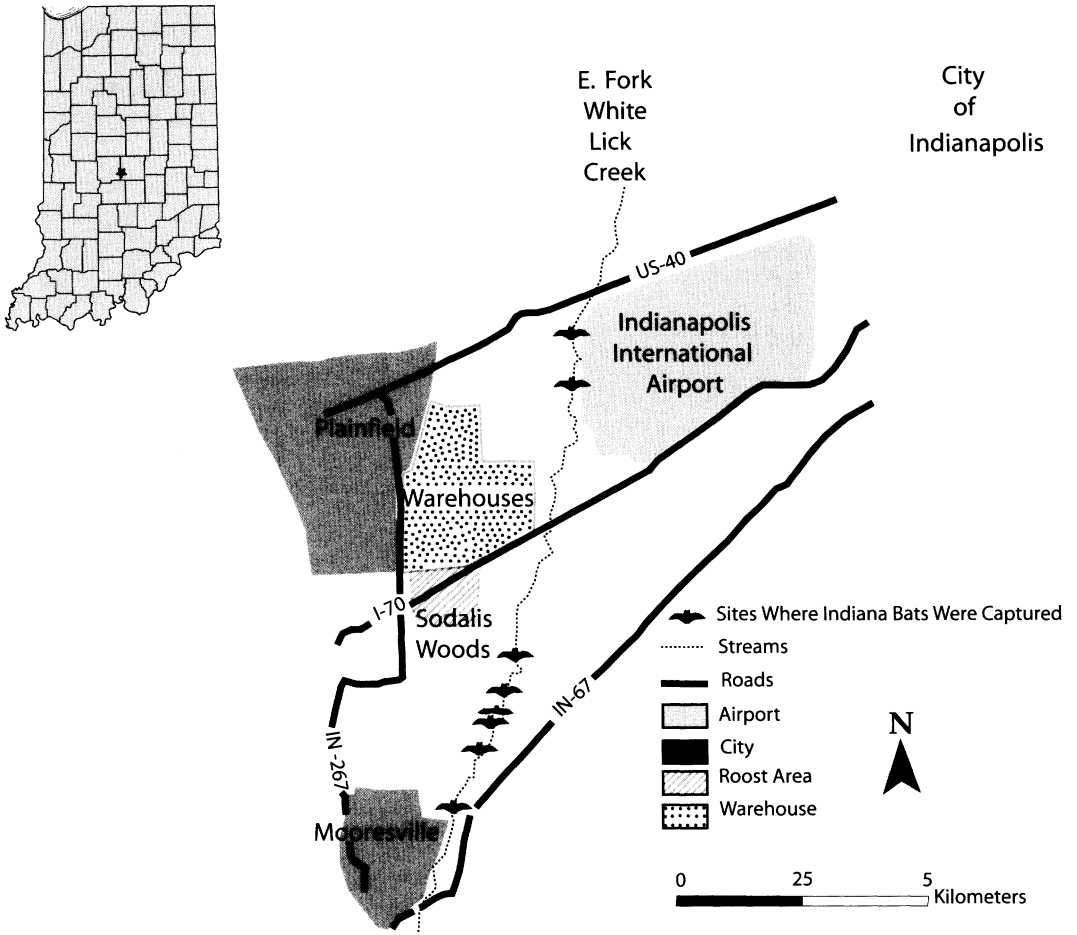 E. Fork
White
Lick
Creek
City
of
Indianapolis
US-40
Indianapolis
International
Airport
Plainfield
Warehouses
I-70
Sodalis
Woods
IN-67
IN -267
Mooresville
Sites Where Indiana Bats Were Captured
Streams
Roads
Airport
City
Roost Area
Warehouse
N
0 25 5
Kilometers